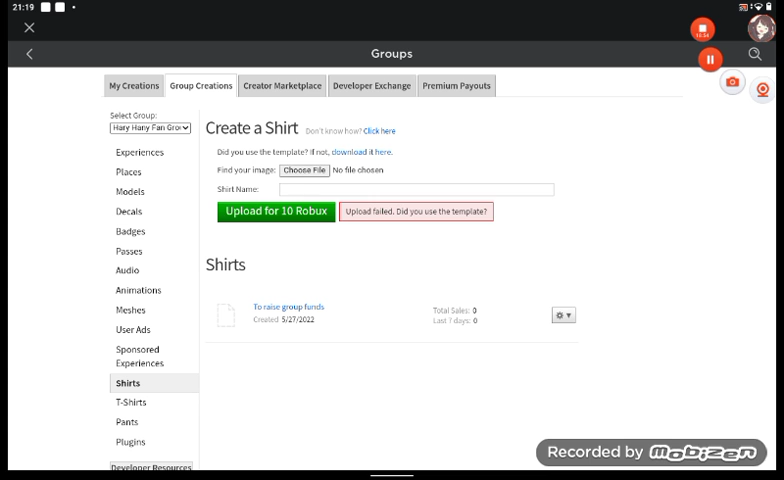 21:19
Groups
My Creations
Group Creations
Creator Marketplace
Developer Exchange
Premium Payouts
Select Group:
Hary Hany Fan Grou
Experiences
Places
Models
Decals
Badges
Passes
Audio
Animations
Meshes
User Ads
Sponsored
Experiences
Shirts
T-Shirts
Pants
Plugins
Developer Resources
Create a Shirt Don't know how? Click here
Did you use the template? If not, download it here.
Find your image: Choose File No file chosen
Shirt Name:
Upload for 10 Robux
Upload failed. Did you use the template?
Shirts
To raise group funds
Created 5/27/2022
Total Sales: 0
Last 7 days: 0
Recorded by mobizen